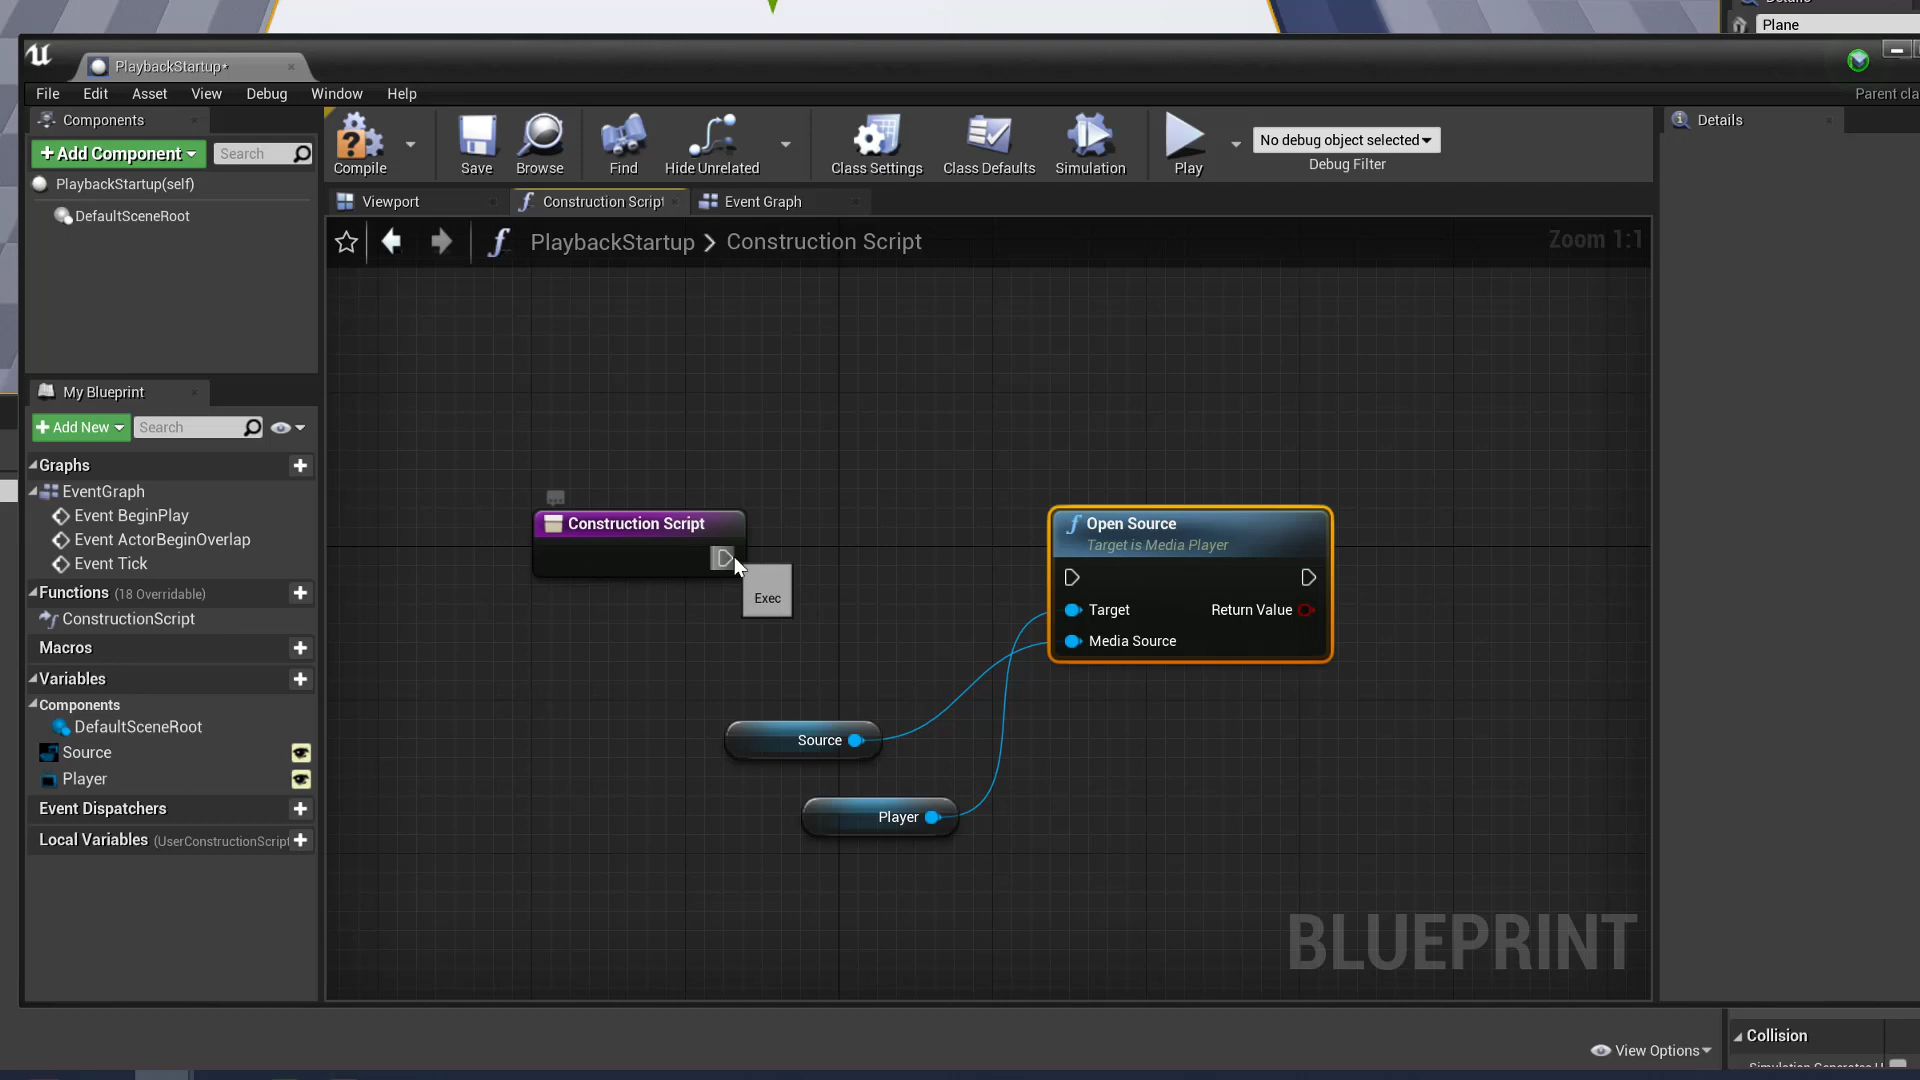 Details
Plane
PlaybackStartup*
File Edit Asset View Debug Window Help
Parent cla
Components
+ Add Component
Search
PlaybackStartup(self)
DefaultSceneRoot
Compile
Save
Browse
Find
Hide Unrelated
Class Settings
Class Defaults
Simulation
Play
No debug object selected
Debug Filter
Details
Viewport
Construction Script
Event Graph
PlaybackStartup > Construction Script
Zoom 1:1
My Blueprint
+ Add New
Search
Graphs
EventGraph
Event BeginPlay
Event ActorBeginOverlap
Event Tick
Functions (18 Overridable)
ConstructionScript
Macros
Variables
Components
DefaultSceneRoot
Source
Player
Event Dispatchers
Local Variables (UserConstructionScript
Construction Script
Exec
Open Source
Target is Media Player
Target
Return Value
Media Source
Source
Player
BLUEPRINT
View Options
Collision